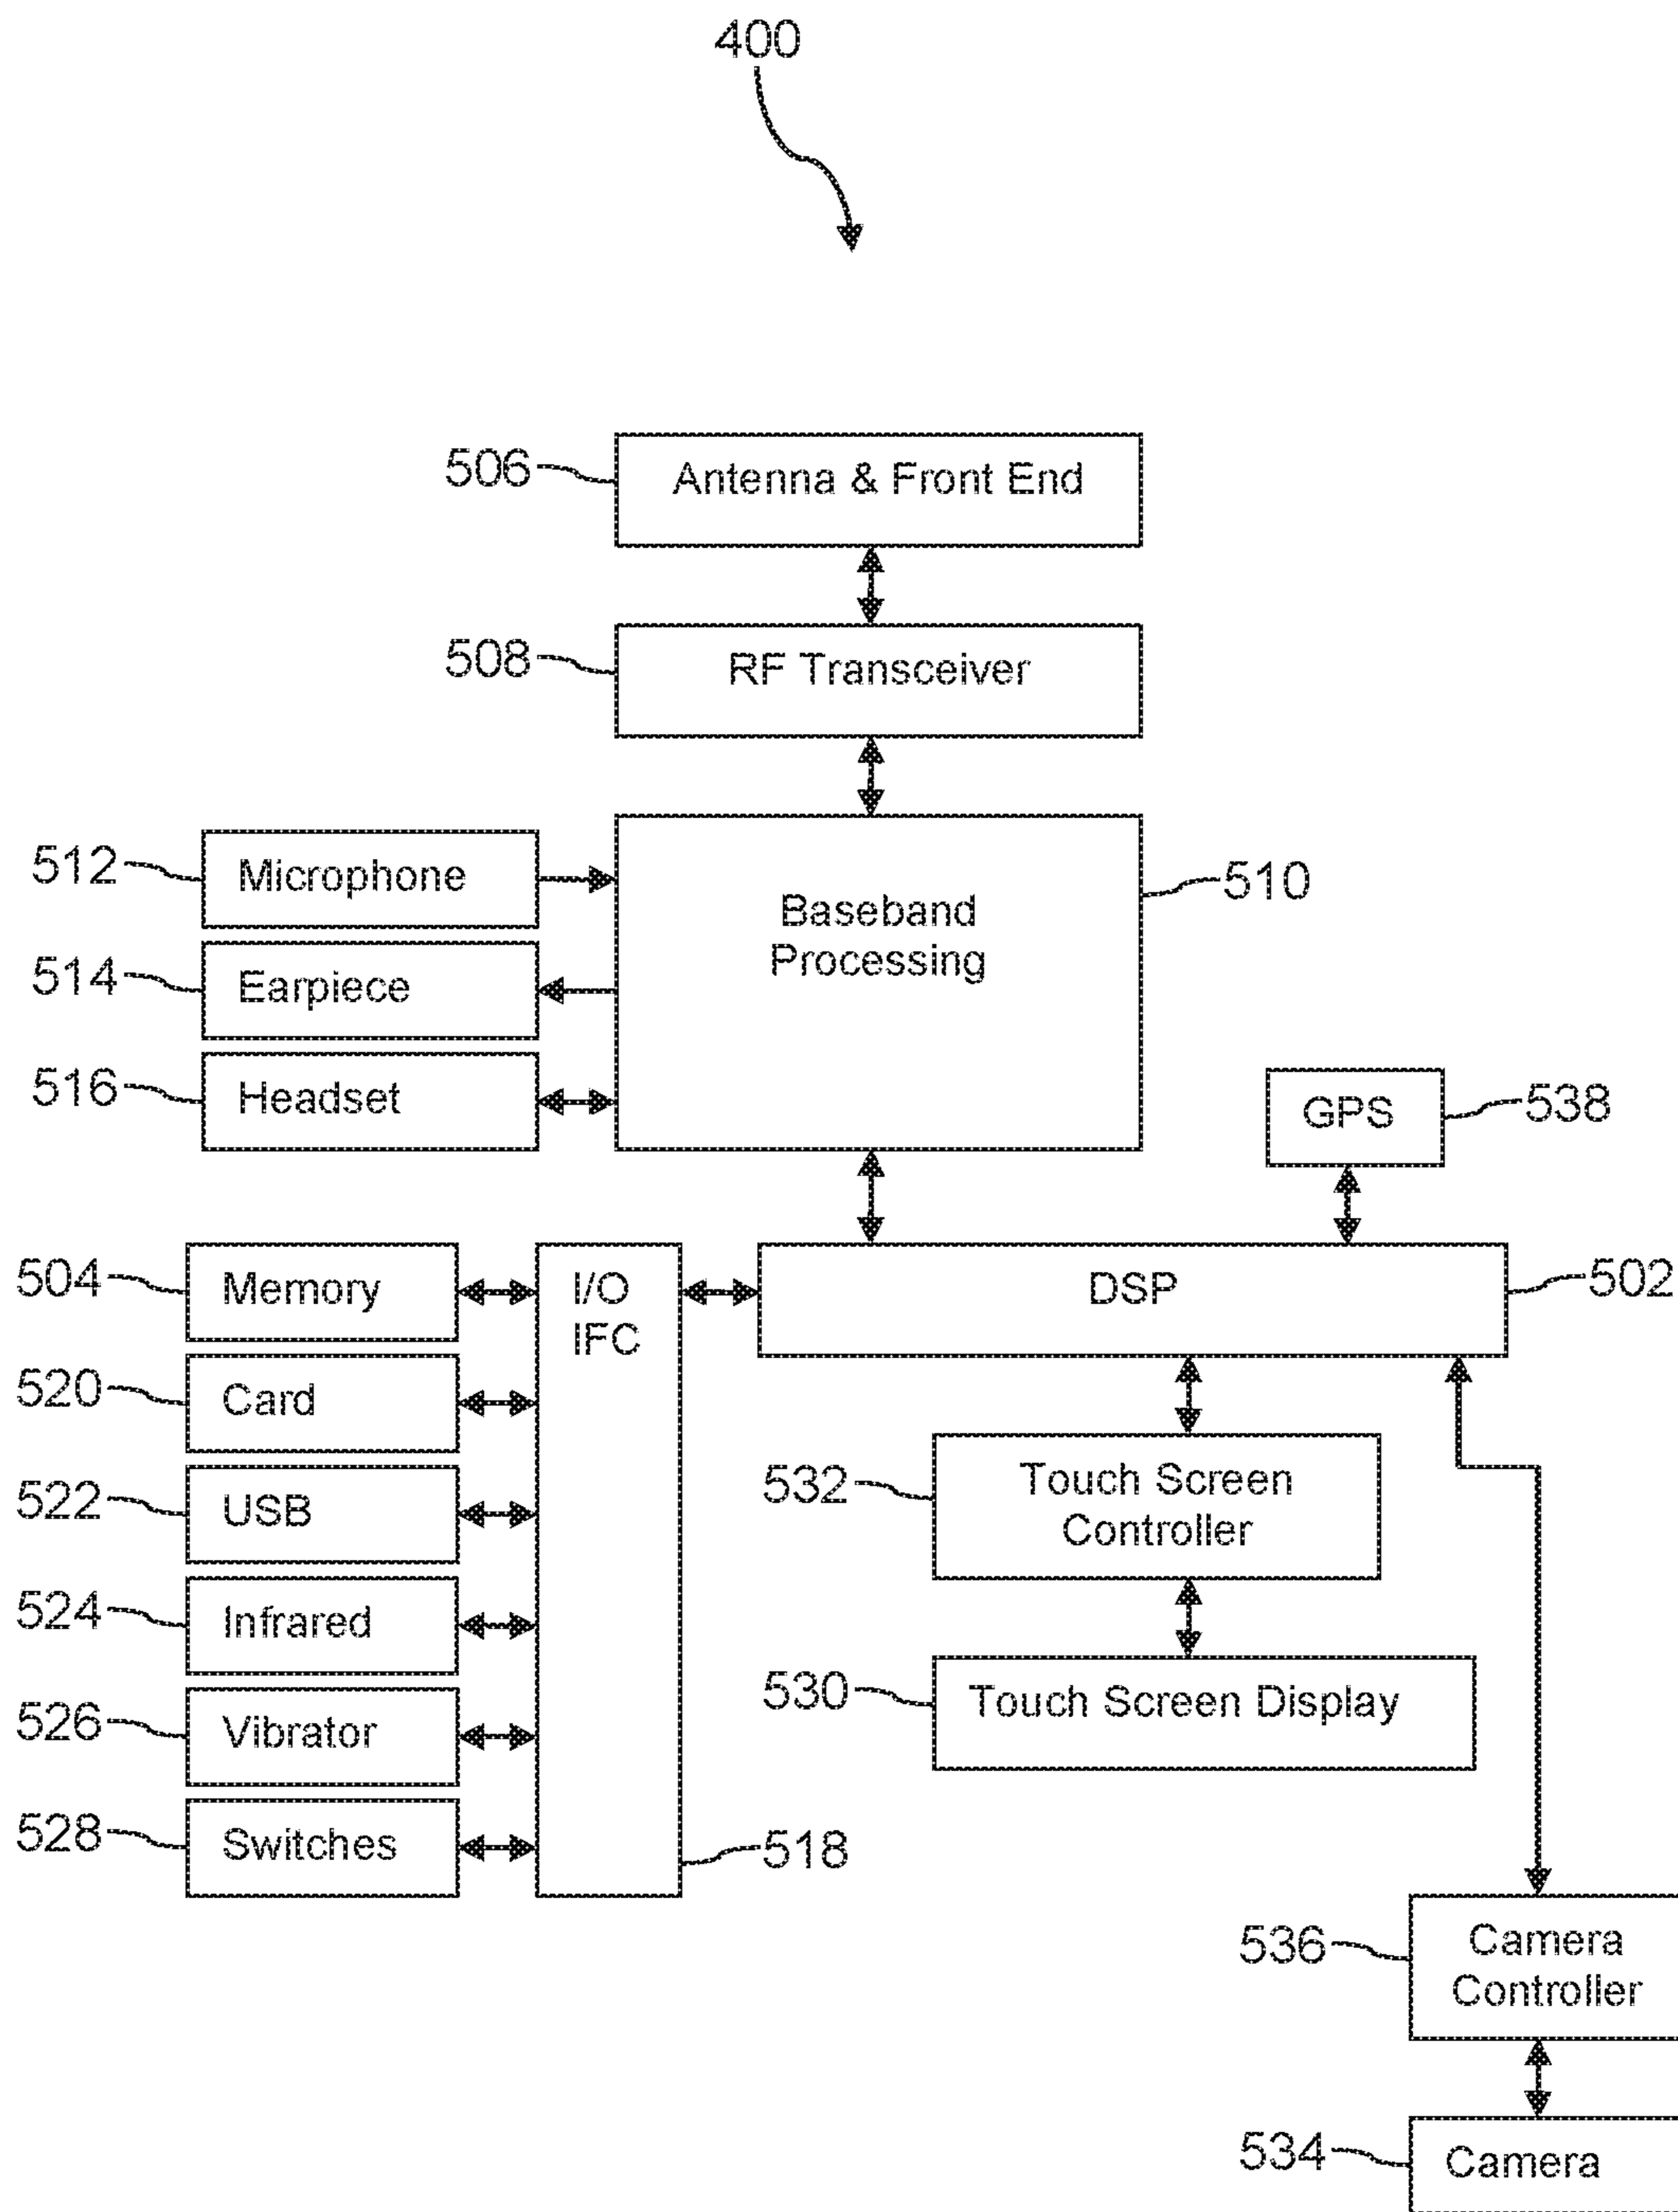 400
506
Antenna & Front End
508
RF Transceiver
512
Microphone
Baseband
Processing
510
514
Earpiece
516
Headset
GPS
538
504
Memory
I/O
IFC
DSP
502
520
Card
522
USB
532
Touch Screen
Controller
524
Infrared
526
Vibrator
530
Touch Screen Display
528
Switches
518
536
Camera
Controller
534
Camera